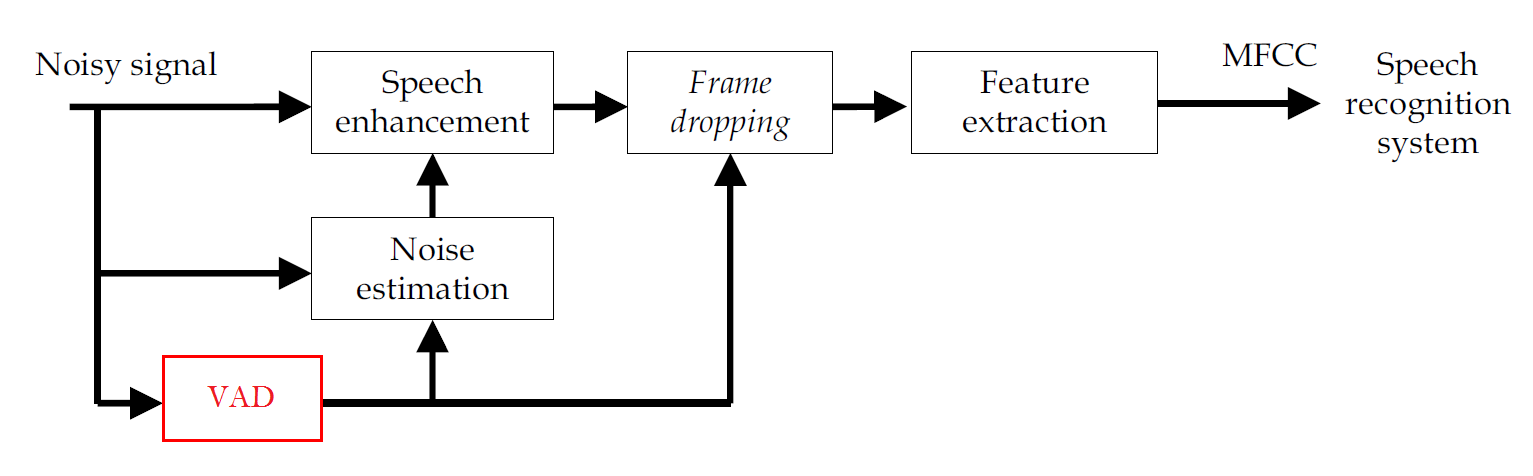 Noisy signal
Speech
enhancement
Frame
dropping
Feature
extraction
MFCC
Speech
recognition
system
Noise
estimation
VAD